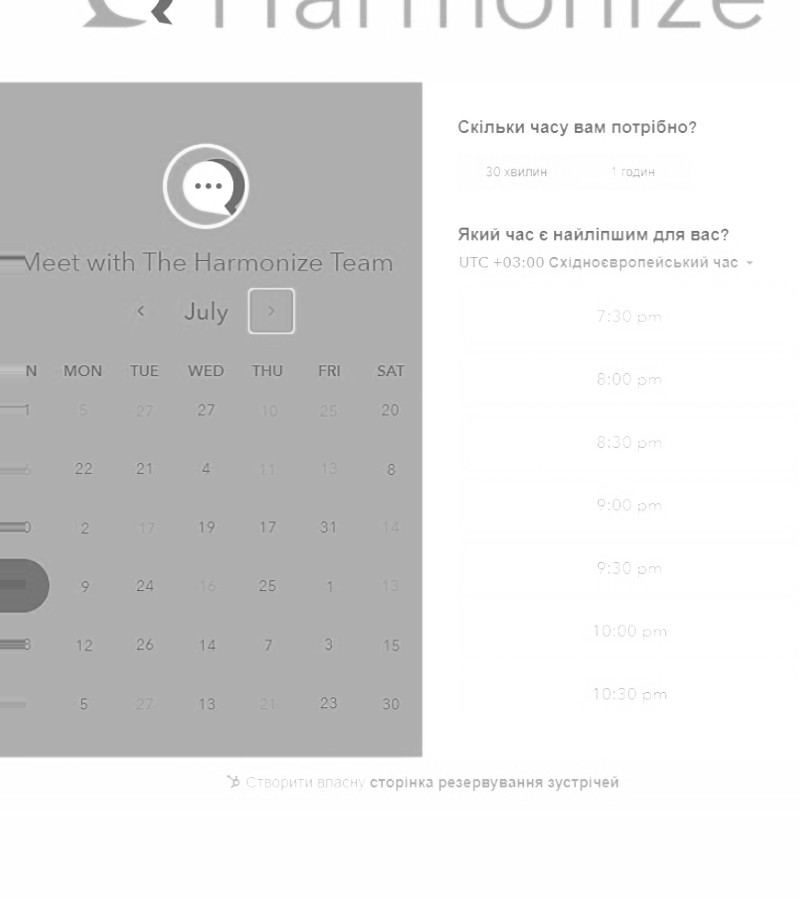 Harmonize
Meet with The Harmonize Team
July
N MON TUE WED THU FRI SAT
1 5 27 27 10 25 20
6 22 21 4 11 13 8
0 2 17 19 17 31 14
9 24 16 25 1 13
8 12 26 14 7 3 15
5 27 13 21 23 30
Скільки часу вам потрібно?
30 хвилин 1 годин
Який час є найліпшим для вас?
UTC +03:00 Східноєвропейський час
7:30 pm
8:00 pm
8:30 pm
9:00 pm
9:30 pm
10:00 pm
10:30 pm
Створити власну сторінка резервування зустрічей